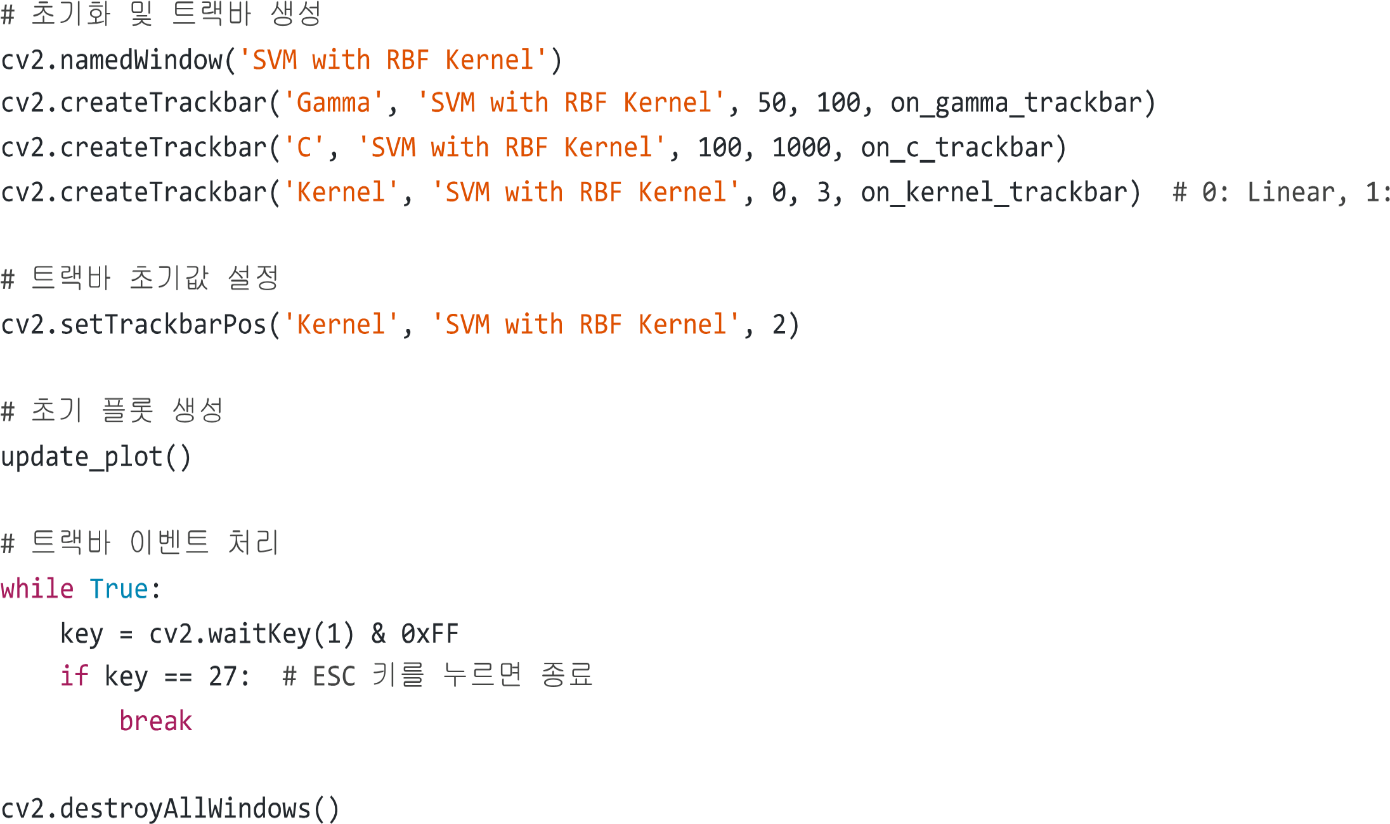 # 초기화 및 트랙바 생성
cv2.namedWindow('SVM with RBF Kernel')
cv2.createTrackbar('Gamma', 'SVM with RBF Kernel', 50, 100, on_gamma_trackbar)
cv2.createTrackbar('C', 'SVM with RBF Kernel', 100, 1000, on_c_trackbar)
cv2.createTrackbar('Kernel', 'SVM with RBF Kernel', 0, 3, on_kernel_trackbar)  # 0: Linear, 1:
# 트랙바 초기값 설정
cv2.setTrackbarPos('Kernel', 'SVM with RBF Kernel', 2)
# 초기 플롯 생성
update_plot()
# 트랙바 이벤트 처리
while True:
    key = cv2.waitKey(1) & 0xFF
    if key == 27:  # ESC 키를 누르면 종료
        break
cv2.destroyAllWindows()